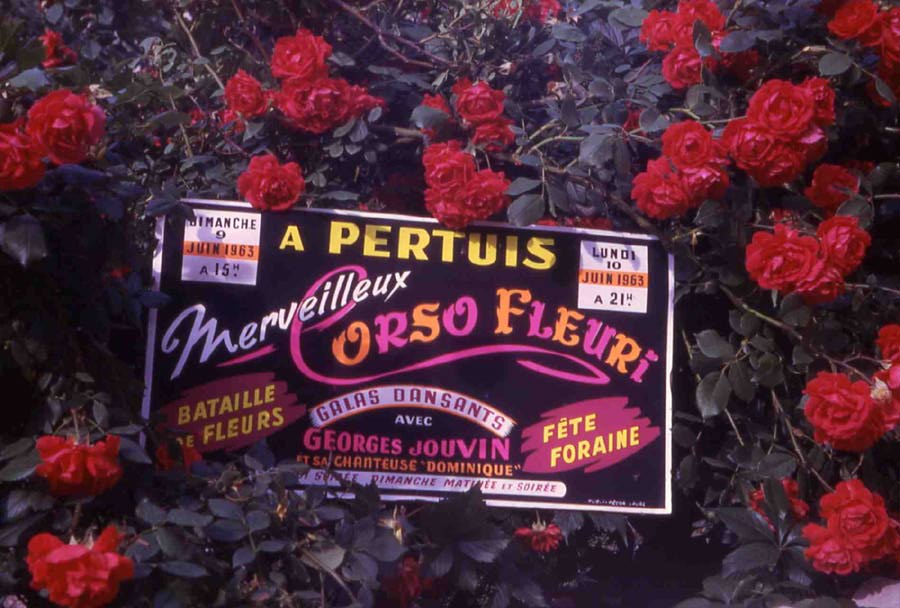 DIMANCHE
9
JUIN 1963
A 15H
A PERTUIS
LUNDI
10
JUIN 1963
A 21H
Merveilleux
CORSO FLEURI
BATAILLE
DE FLEURS
GALAS DANSANTS
AVEC
GEORGES JOUVIN
ET SA CHANTEUSE "DOMINIQUE"
SOIRÉE, DIMANCHE MATINÉE ET SOIRÉE
FÊTE
FORAINE